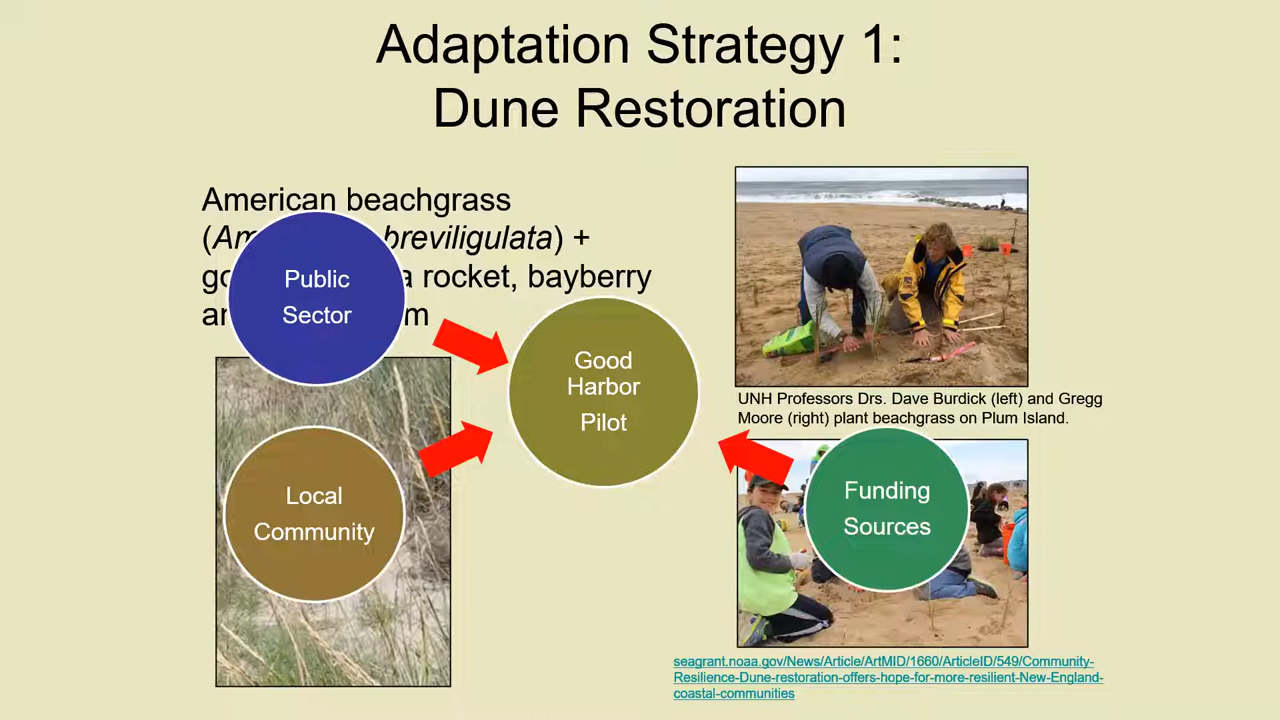 Adaptation Strategy 1:
Dune Restoration
American beachgrass
(Am breviligulata) +
go a rocket, bayberry
an m
Public
Sector
Good
Harbor
Pilot
Local
Community
UNH Professors Drs. Dave Burdick (left) and Gregg
Moore (right) plant beachgrass on Plum Island.
Funding
Sources
seagrant.noaa.gov/News/Article/ArtMID/1660/ArticleID/549/Community-
Resilience-Dune-restoration-offers-hope-for-more-resilient-New-England-
coastal-communities